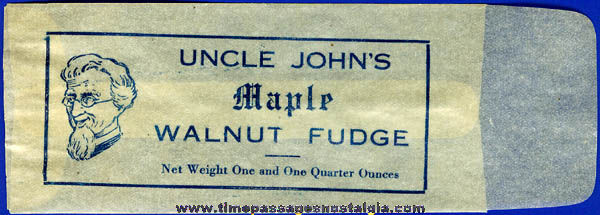 UNCLE JOHN'S
Maple
WALNUT FUDGE
Net Weight One and One Quarter Ounces
www.timepassagesnostalgia.com